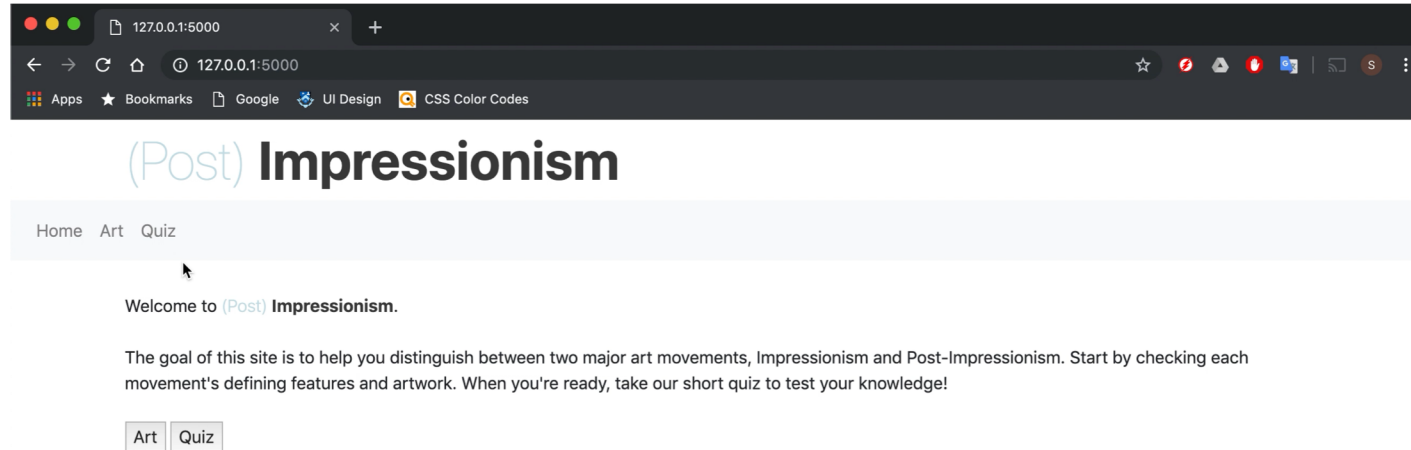 127.0.0.1:5000
127.0.0.1:5000 S
Apps Bookmarks Google UI Design CSS Color Codes
(Post) Impressionism
Home Art Quiz
Welcome to (Post) Impressionism.
The goal of this site is to help you distinguish between two major art movements, Impressionism and Post-Impressionism. Start by checking each
movement's defining features and artwork. When you're ready, take our short quiz to test your knowledge!
Art Quiz